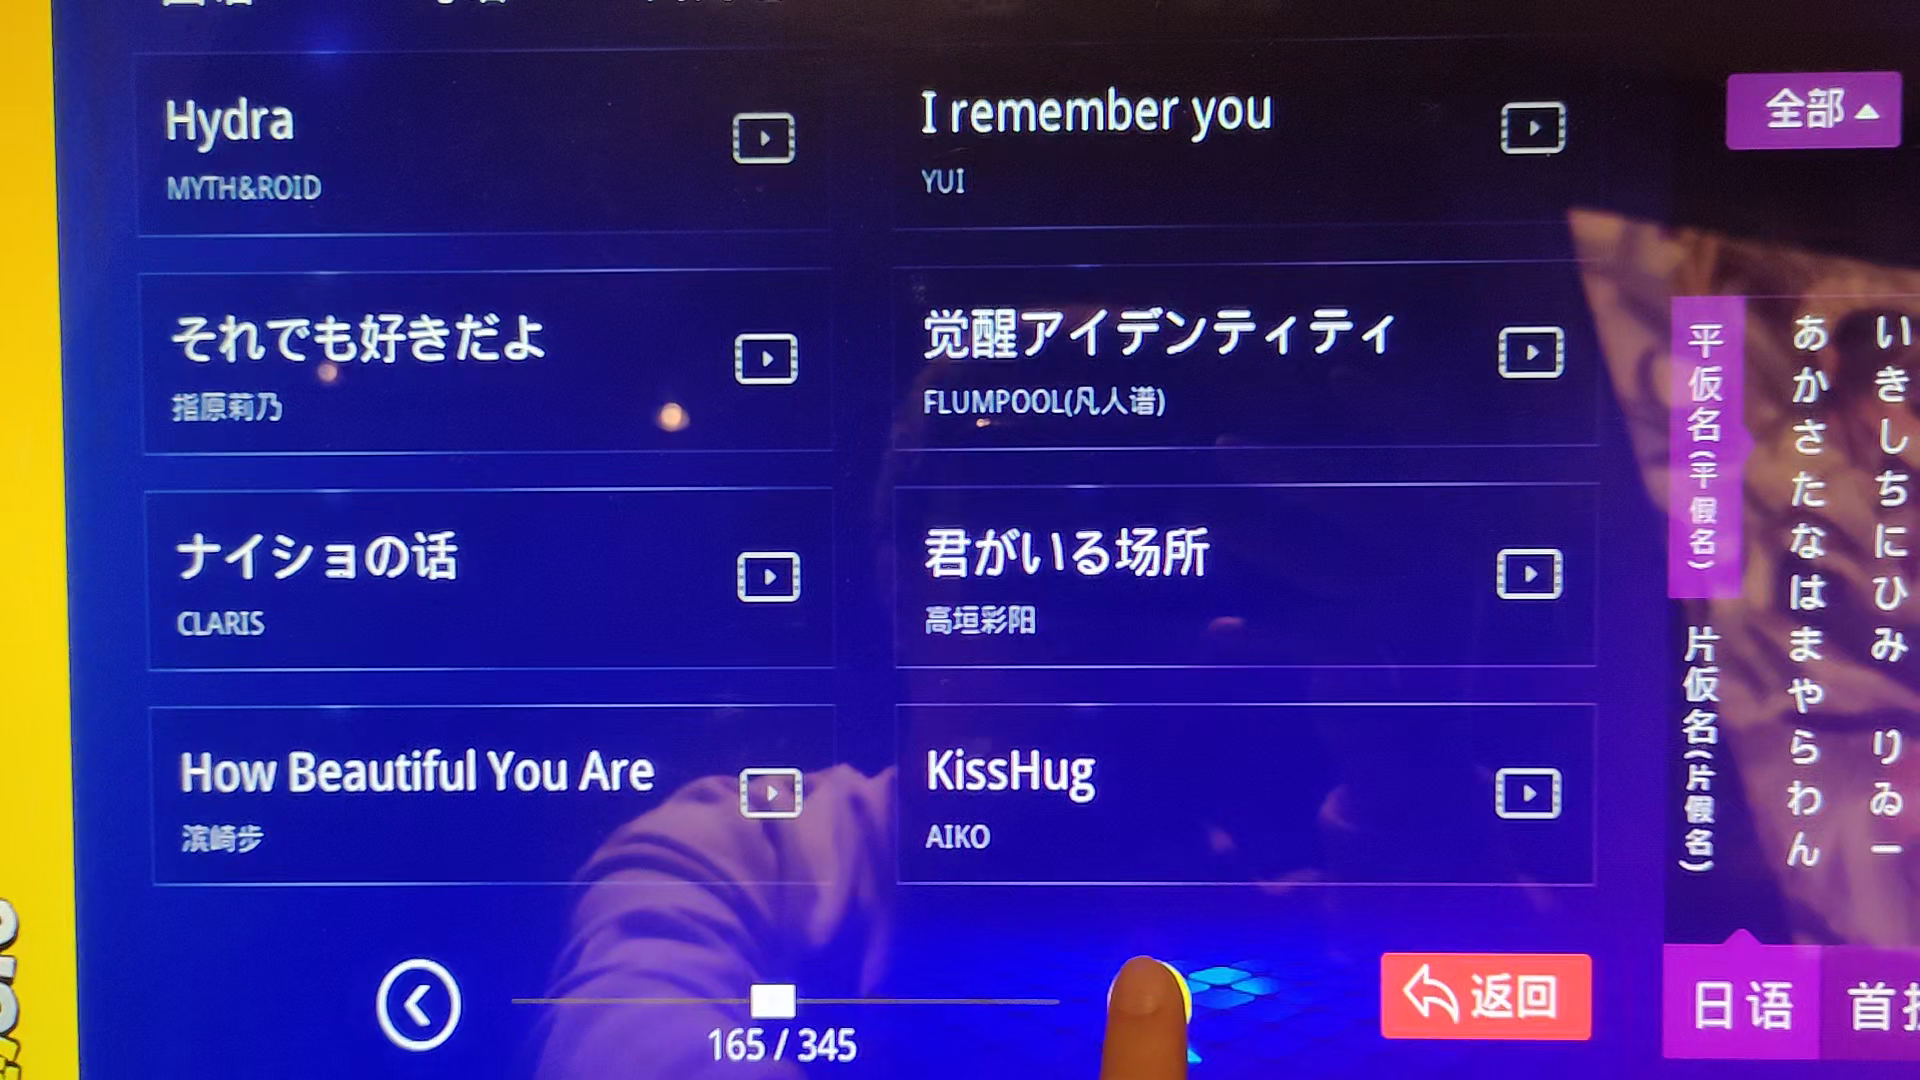 Hydra
MYTH&ROID
I remember you
YUI
全部
それでも好きだよ
指原莉乃
觉醒アイデンティティ
FLUMPOOL(凡人谱)
ナイショの话
CLARIS
君がいる场所
高垣彩阳
How Beautiful You Are
滨崎步
KissHug
AIKO
165 / 345
返回
平仮名(平假名)
片仮名(片假名)
あかさたなはまやらわん
いきしちにひみ りゐー
日语
首